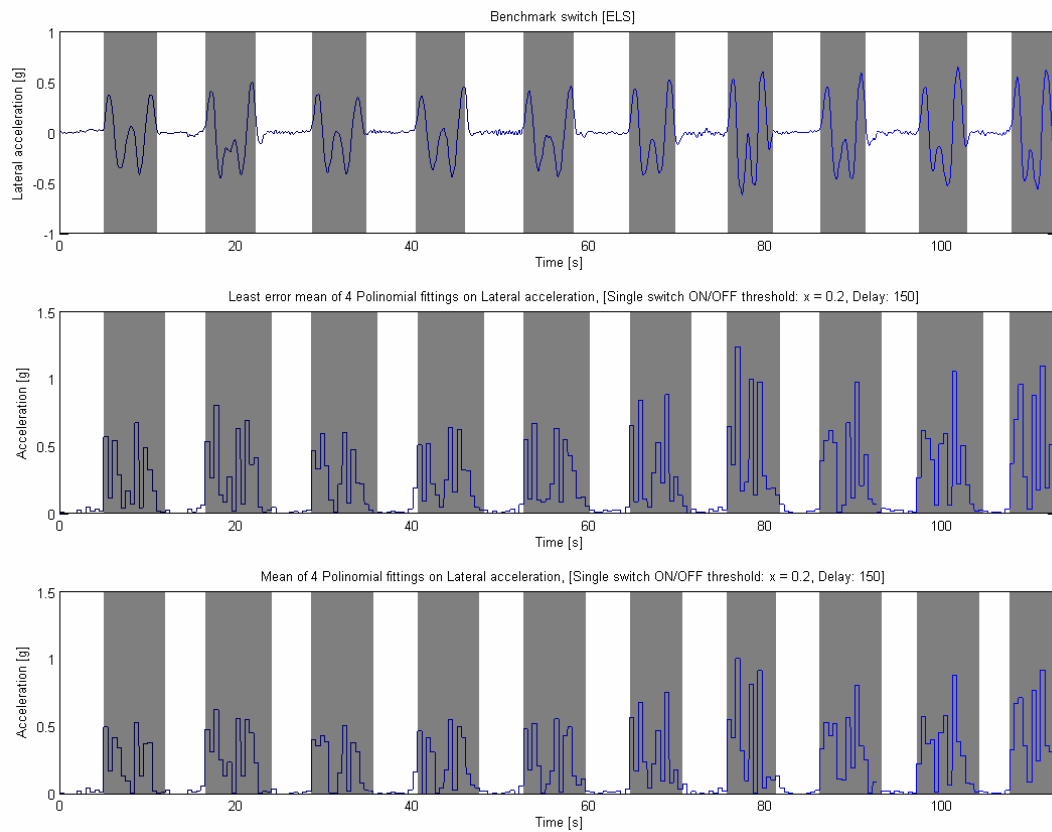 Benchmark switch [ELS]
1
0.5
0
-0.5
-1
Lateral acceleration [g]
0 20 40 60 80 100
Time [s]
Least error mean of 4 Polinomial fittings on Lateral acceleration, [Single switch ON/OFF threshold: x = 0.2, Delay: 150]
1.5
1
0.5
0
Acceleration [g]
0 20 40 60 80 100
Time [s]
Mean of 4 Polinomial fittings on Lateral acceleration, [Single switch ON/OFF threshold: x = 0.2, Delay: 150]
1.5
1
0.5
0
Acceleration [g]
0 20 40 60 80 100
Time [s]